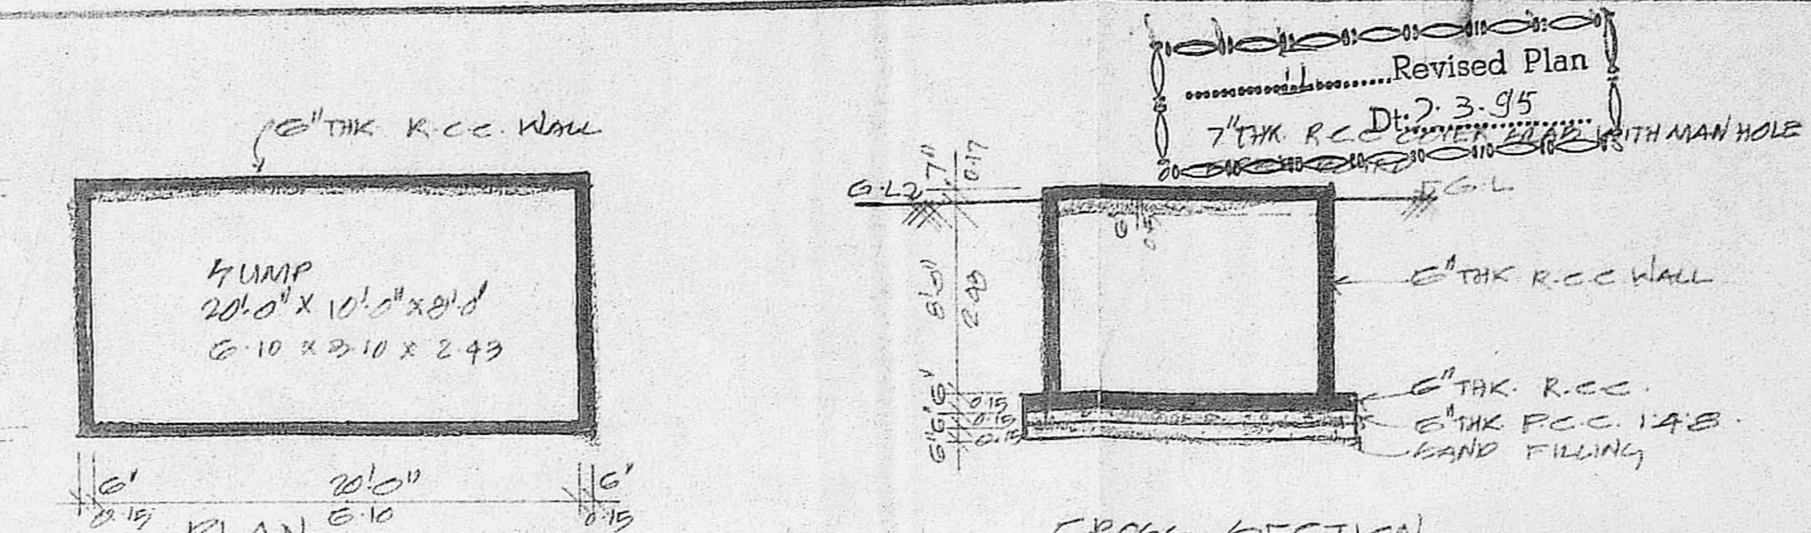 6" THK R.C.C. WALL
SUMP
20'-0" X 10'-0" X 8'-0"
6.10 X 3.10 X 2.43
6"
20'-0"
6"
0.15
6.10
0.15
PLAN
Revised Plan
Dt: 7.3.95
7" THK. R.C.C COVER SLAB WITH MAN HOLE
G.L
7"
0.17
G.L
6"
8'-0"
2.43
6" THK R.C.C WALL
6"
0.15
6"
0.15
6"
0.15
6" THK. R.C.C.
6" THK P.C.C. 1:4:8.
SAND FILLING
CROSS SECTION